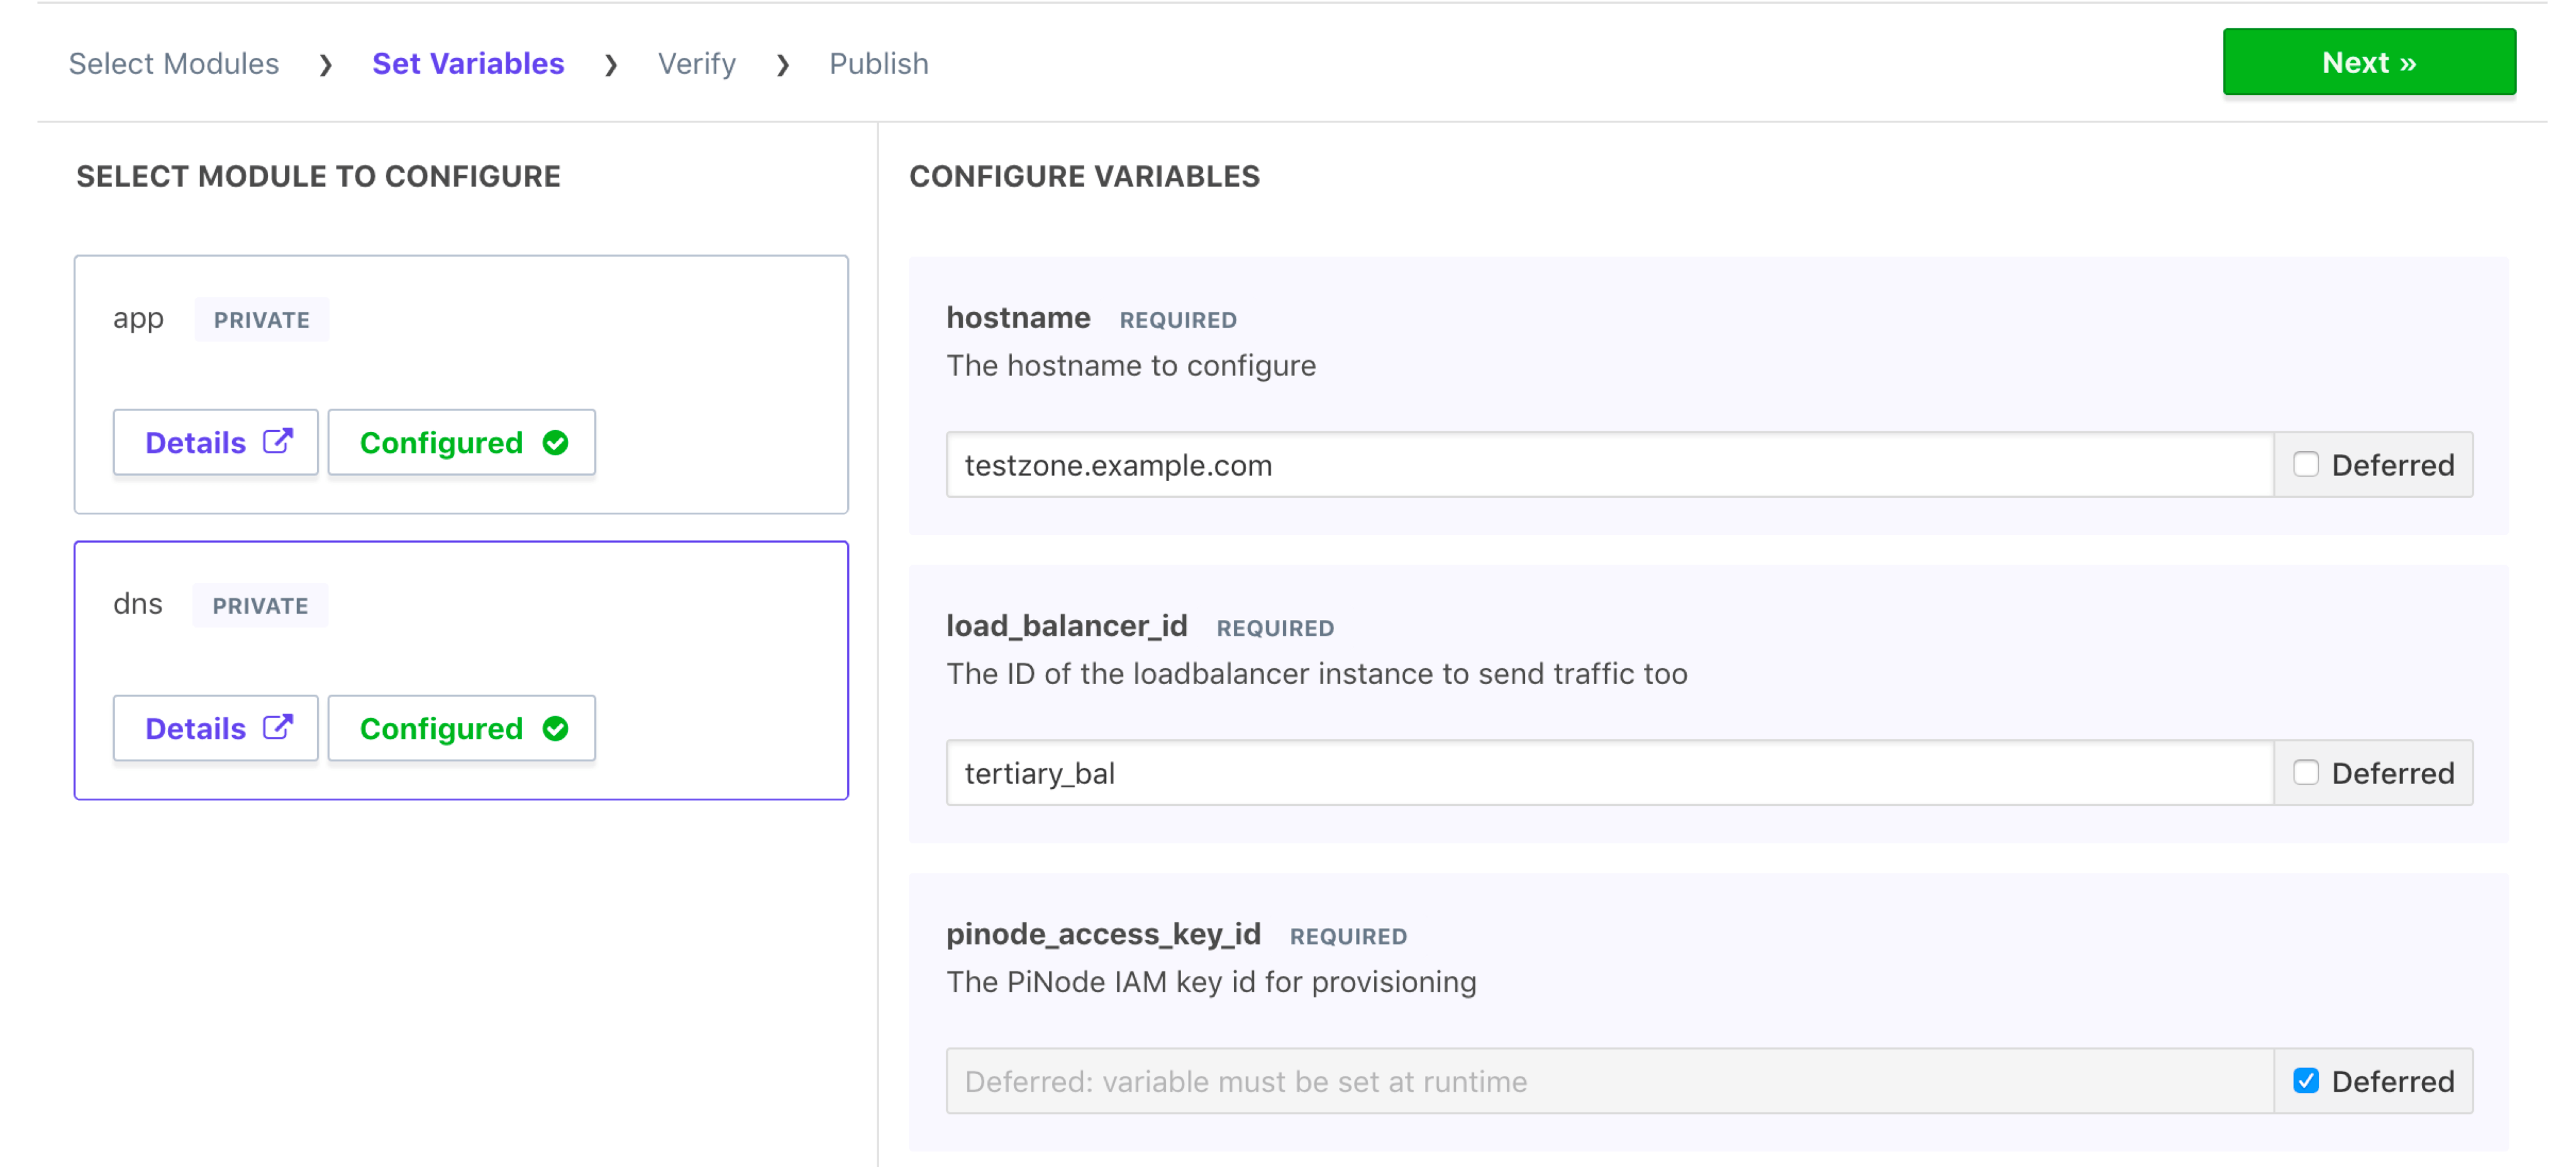 Select Modules ❯ Set Variables ❯ Verify ❯ Publish
Next »
SELECT MODULE TO CONFIGURE
app PRIVATE
Details Configured
dns PRIVATE
Details Configured
CONFIGURE VARIABLES
hostname REQUIRED
The hostname to configure
testzone.example.com Deferred
load_balancer_id REQUIRED
The ID of the loadbalancer instance to send traffic too
tertiary_bal Deferred
pinode_access_key_id REQUIRED
The PiNode IAM key id for provisioning
Deferred: variable must be set at runtime Deferred